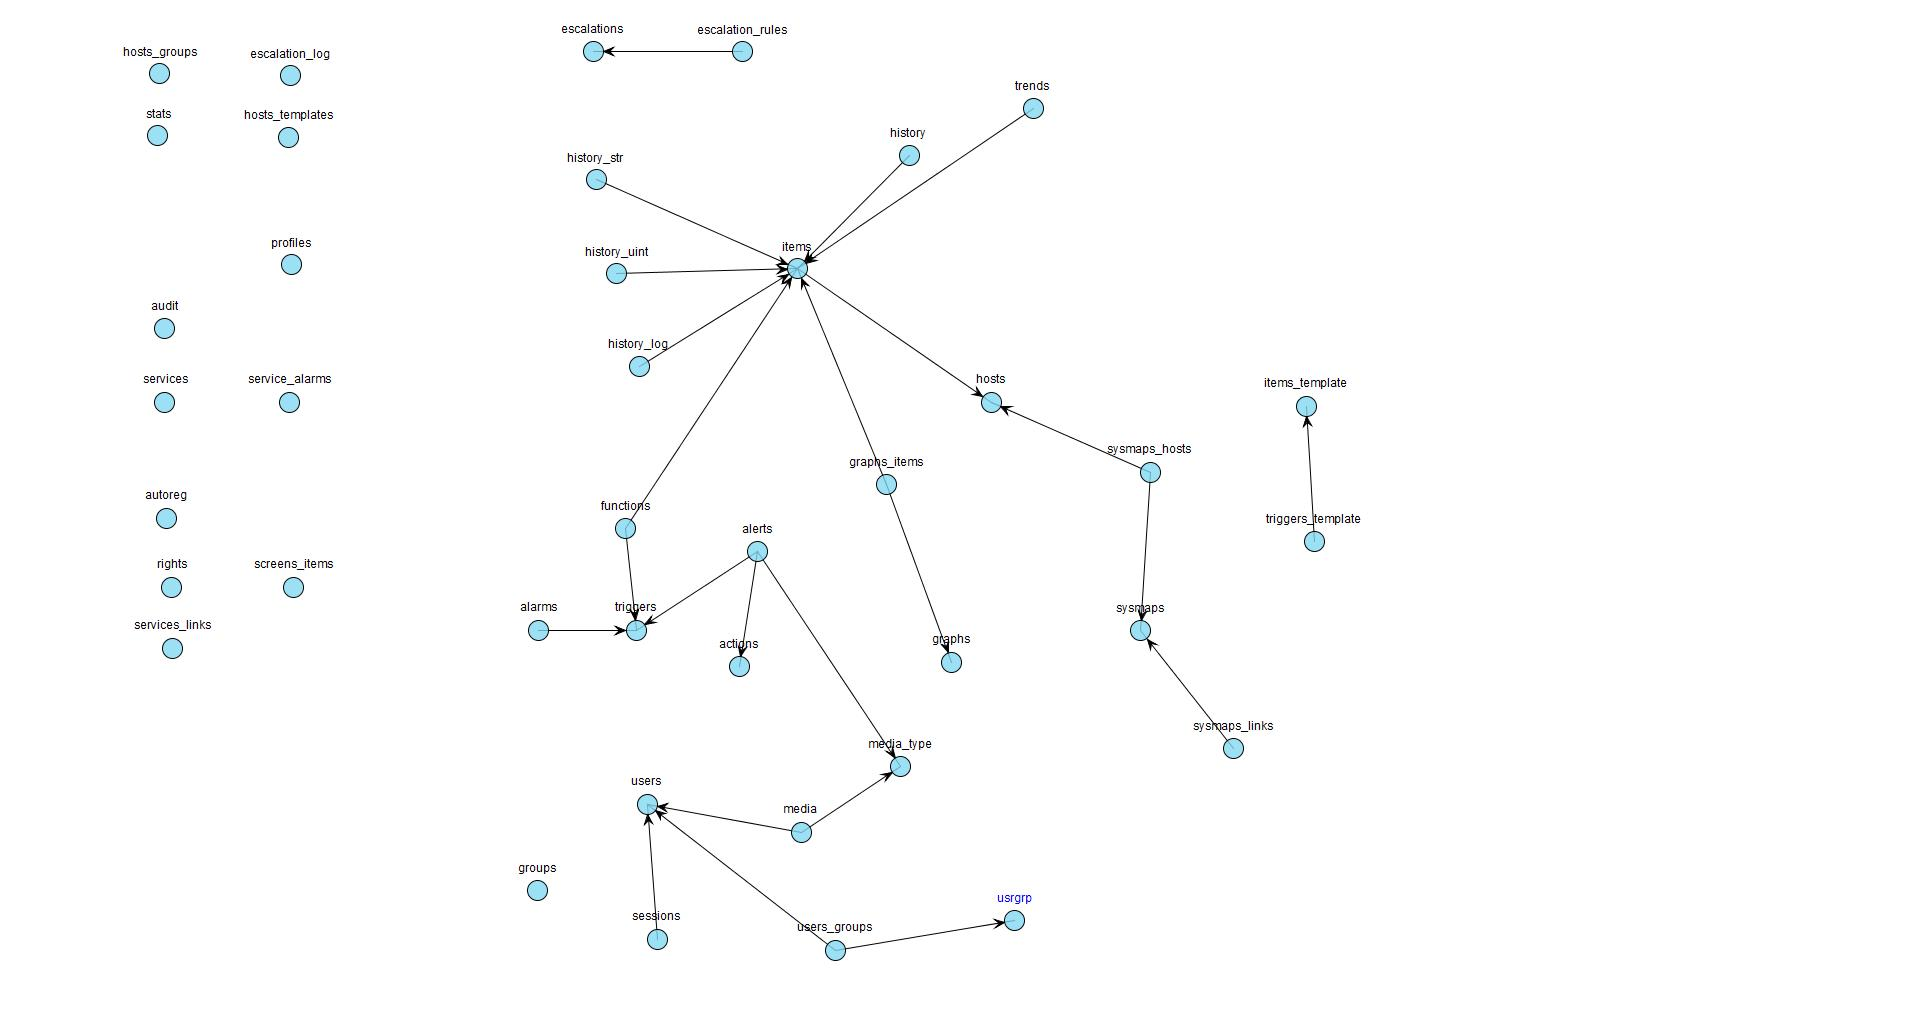 escalations
escalation_rules
hosts_groups
escalation_log
trends
stats
hosts_templates
history
history_str
profiles
items
history_uint
audit
history_log
services
service_alarms
hosts
items_template
sysmaps_hosts
graphs_items
autoreg
functions
triggers_template
alerts
rights
screens_items
alarms
triggers
sysmaps
services_links
actions
graphs
sysmaps_links
media_type
users
media
groups
usrgrp
sessions
users_groups